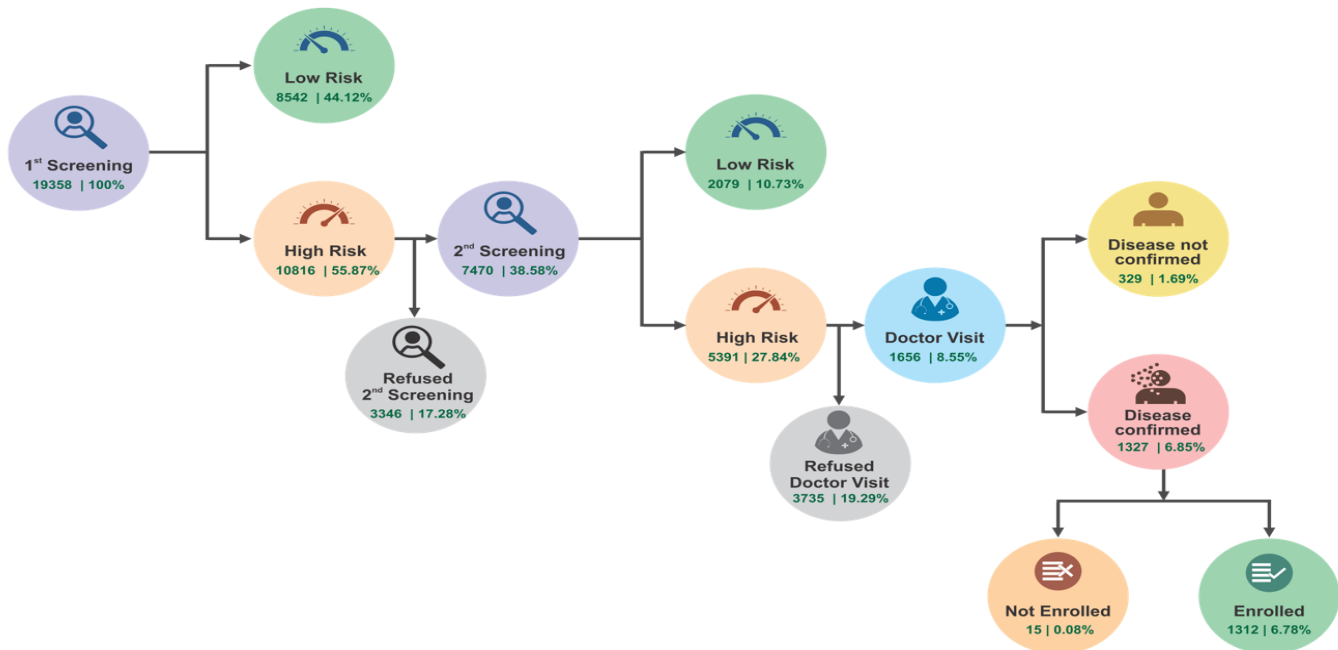 1st Screening
19358 | 100%
Low Risk
8542 | 44.12%
High Risk
10816 | 55.87%
Refused
2nd Screening
3346 | 17.28%
2nd Screening
7470 | 38.58%
Low Risk
2079 | 10.73%
High Risk
5391 | 27.84%
Refused
Doctor Visit
3735 | 19.29%
Doctor Visit
1656 | 8.55%
Disease not
confirmed
329 | 1.69%
Disease
confirmed
1327 | 6.85%
Not Enrolled
15 | 0.08%
Enrolled
1312 | 6.78%